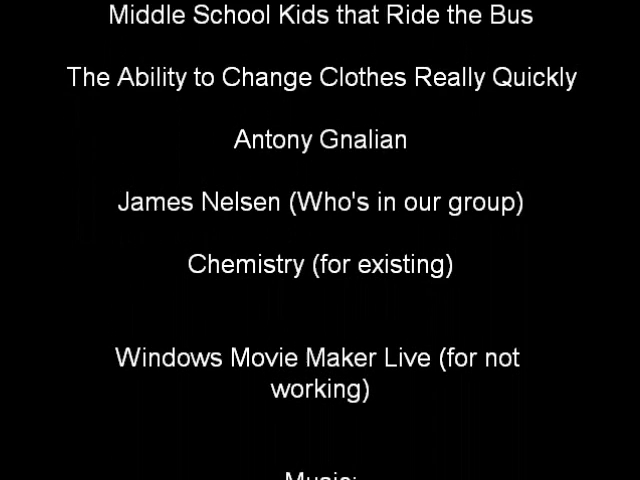 Middle School Kids that Ride the Bus
The Ability to Change Clothes Really Quickly
Antony Gnalian
James Nelsen (Who's in our group)
Chemistry (for existing)
Windows Movie Maker Live (for not
working)
Music: